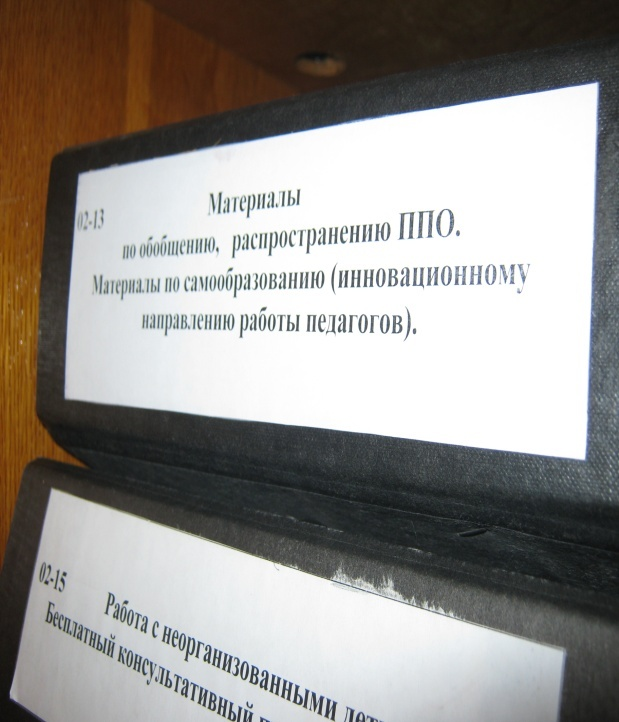 02-13
Материалы
по обобщению, распространению ППО.
Материалы по самообразованию (инновационному
направлению работы педагогов).
02-15
Работа с неорганизованными
Бесплатный консультативный